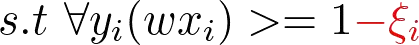 s.t ∀y_i(wx_i) >= 1−ξ_i